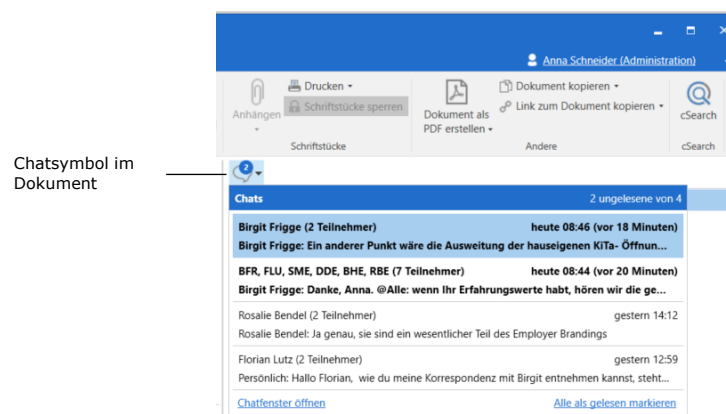 Anna Schneider (Administration)
Anhängen
Drucken
Schriftstücke sperren
Schriftstücke
Dokument als
PDF erstellen
Dokument kopieren
Link zum Dokument kopieren
Andere
cSearch
cSearch
Chatsymbol im
Dokument
2
Chats 2 ungelesene von 4
Birgit Frigge (2 Teilnehmer) heute 08:46 (vor 18 Minuten)
Birgit Frigge: Ein anderer Punkt wäre die Ausweitung der hauseigenen KiTa- Öffnun...
BFR, FLU, SME, DDE, BHE, RBE (7 Teilnehmer) heute 08:44 (vor 20 Minuten)
Birgit Frigge: Danke, Anna. @Alle: wenn Ihr Erfahrungswerte habt, hören wir die ge...
Rosalie Bendel (2 Teilnehmer) gestern 14:12
Rosalie Bendel: Ja genau, sie sind ein wesentlicher Teil des Employer Brandings
Florian Lutz (2 Teilnehmer) gestern 12:59
Persönlich: Hallo Florian, wie du meine Korrespondenz mit Birgit entnehmen kannst, steht...
Chatfenster öffnen Alle als gelesen markieren